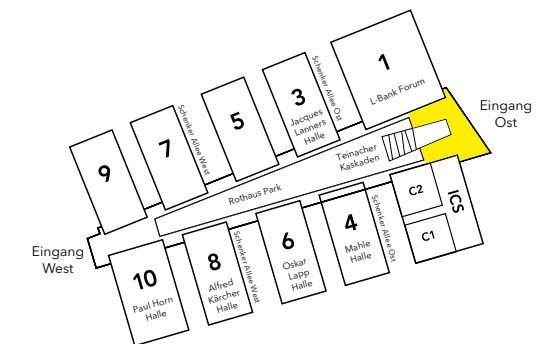 1
L-Bank Forum
3
Jacques
Lanners
Halle
Schenker Allee Ost
5
7
Schenker Allee West
9
Eingang
Ost
Teinacher
Kaskaden
Rothaus Park
Eingang
West
C2
ICS
C1
4
Mahle
Halle
Schenker Allee Ost
6
Oskar
Lapp
Halle
8
Alfred
Kärcher
Halle
Schenker Allee West
10
Paul Horn
Halle